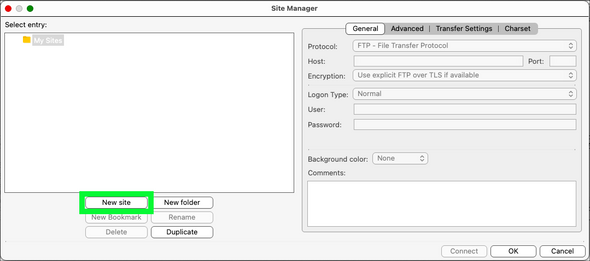 Site Manager
Select entry:
My Sites
New site
New folder
New Bookmark
Rename
Delete
Duplicate
General Advanced Transfer Settings Charset
Protocol: FTP - File Transfer Protocol
Host: Port:
Encryption: Use explicit FTP over TLS if available
Logon Type: Normal
User:
Password:
Background color: None
Comments:
Connect OK Cancel